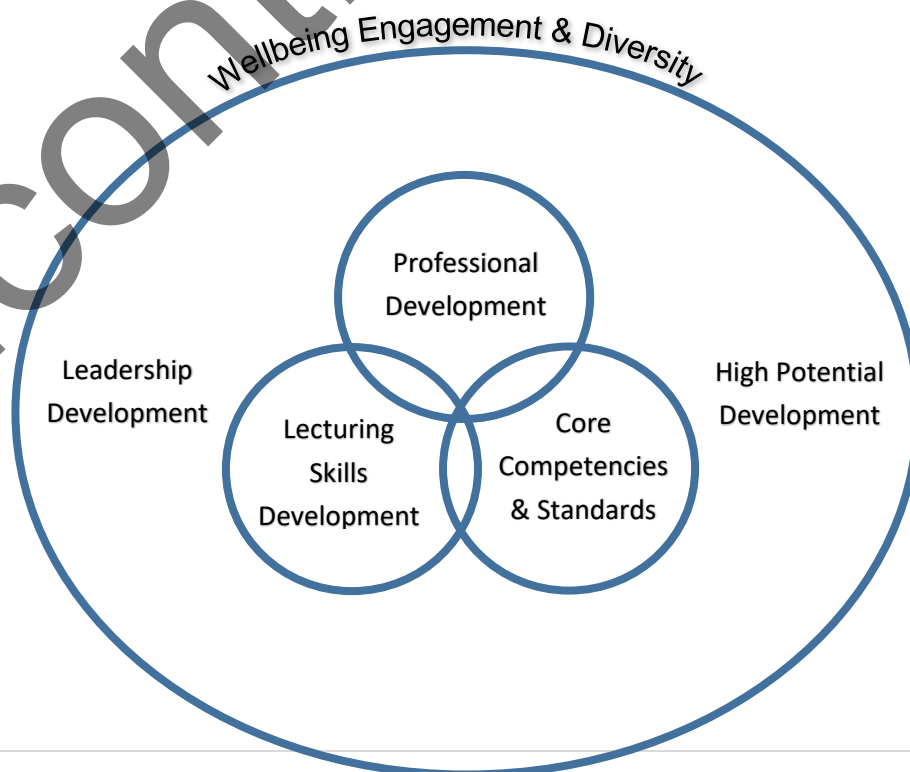 Wellbeing Engagement & Diversity
Professional
Development
Leadership
Development
High Potential
Development
Lecturing
Skills
Development
Core
Competencies
& Standards